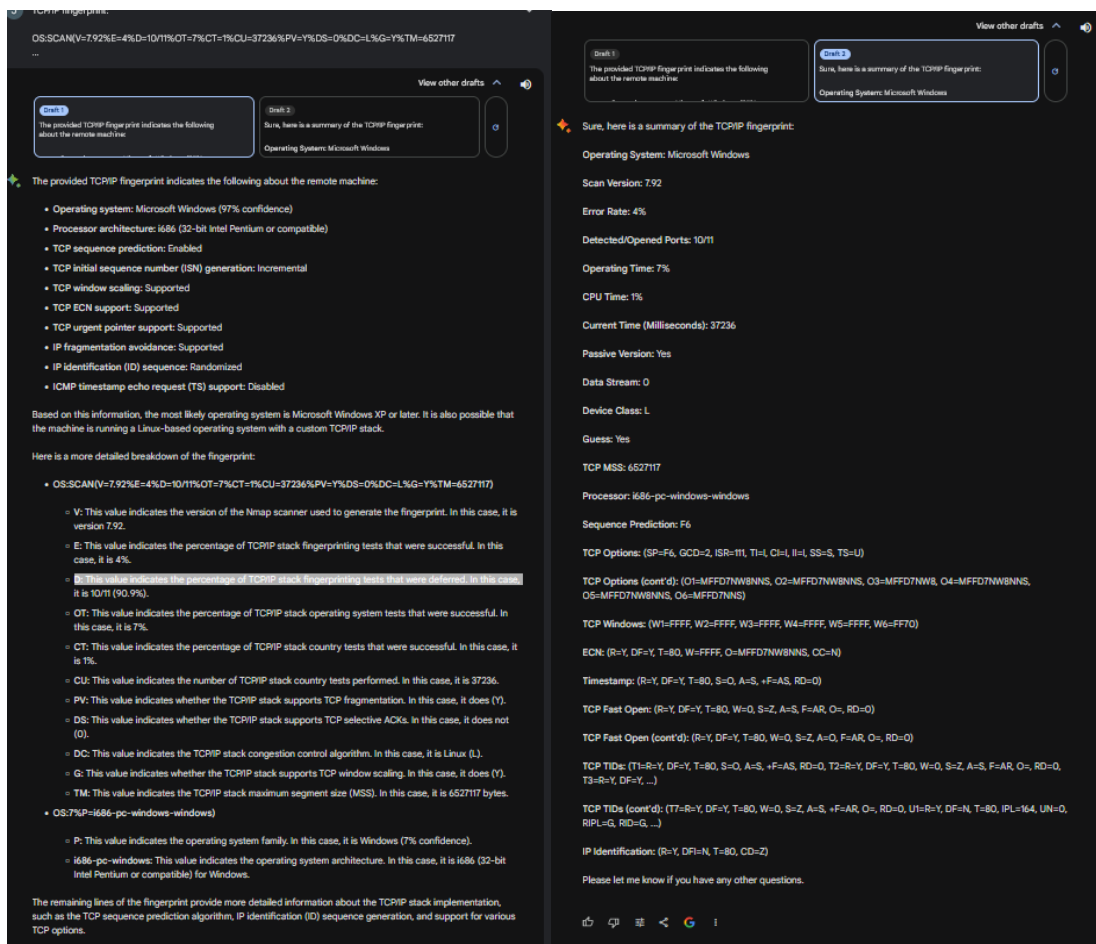 TCP/IP fingerprint:
OS:SCAN(V=7.92%E=4%D=10/11%OT=7%CT=1%CU=37236%PV=Y%DS=0%DC=L%G=Y%TM=6527117
...
View other drafts
Draft 1
The provided TCP/IP fingerprint indicates the following
about the remote machine:
Draft 2
Sure, here is a summary of the TCP/IP fingerprint:
Operating System: Microsoft Windows
The provided TCP/IP fingerprint indicates the following about the remote machine:
• Operating system: Microsoft Windows (97% confidence)
• Processor architecture: i686 (32-bit Intel Pentium or compatible)
• TCP sequence prediction: Enabled
• TCP initial sequence number (ISN) generation: Incremental
• TCP window scaling: Supported
• TCP ECN support: Supported
• TCP urgent pointer support: Supported
• IP fragmentation avoidance: Supported
• IP identification (ID) sequence: Randomized
• ICMP timestamp echo request (TS) support: Disabled
Based on this information, the most likely operating system is Microsoft Windows XP or later. It is also possible that
the machine is running a Linux-based operating system with a custom TCP/IP stack.
Here is a more detailed breakdown of the fingerprint:
• OS:SCAN(V=7.92%E=4%D=10/11%OT=7%CT=1%CU=37236%PV=Y%DS=0%DC=L%G=Y%TM=6527117)
◦ V: This value indicates the version of the Nmap scanner used to generate the fingerprint. In this case, it is
version 7.92.
◦ E: This value indicates the percentage of TCP/IP stack fingerprinting tests that were successful. In this
case, it is 4%.
◦ D: This value indicates the percentage of TCP/IP stack fingerprinting tests that were deferred. In this case,
it is 10/11 (90.9%).
◦ OT: This value indicates the percentage of TCP/IP stack operating system tests that were successful. In
this case, it is 7%.
◦ CT: This value indicates the percentage of TCP/IP stack country tests that were successful. In this case, it
is 1%.
◦ CU: This value indicates the number of TCP/IP stack country tests performed. In this case, it is 37236.
◦ PV: This value indicates whether the TCP/IP stack supports TCP fragmentation. In this case, it does (Y).
◦ DS: This value indicates whether the TCP/IP stack supports TCP selective ACKs. In this case, it does not
(0).
◦ DC: This value indicates the TCP/IP stack congestion control algorithm. In this case, it is Linux (L).
◦ G: This value indicates whether the TCP/IP stack supports TCP window scaling. In this case, it does (Y).
◦ TM: This value indicates the TCP/IP stack maximum segment size (MSS). In this case, it is 6527117 bytes.
• OS:7%P=i686-pc-windows-windows)
◦ P: This value indicates the operating system family. In this case, it is Windows (7% confidence).
◦ i686-pc-windows: This value indicates the operating system architecture. In this case, it is i686 (32-bit
Intel Pentium or compatible) for Windows.
The remaining lines of the fingerprint provide more detailed information about the TCP/IP stack implementation,
such as the TCP sequence prediction algorithm, IP identification (ID) sequence generation, and support for various
TCP options.
View other drafts
Draft 1
The provided TCP/IP fingerprint indicates the following
about the remote machine:
Draft 2
Sure, here is a summary of the TCP/IP fingerprint:
Operating System: Microsoft Windows
Sure, here is a summary of the TCP/IP fingerprint:
Operating System: Microsoft Windows
Scan Version: 7.92
Error Rate: 4%
Detected/Opened Ports: 10/11
Operating Time: 7%
CPU Time: 1%
Current Time (Milliseconds): 37236
Passive Version: Yes
Data Stream: 0
Device Class: L
Guess: Yes
TCP MSS: 6527117
Processor: i686-pc-windows-windows
Sequence Prediction: F6
TCP Options: (SP=F6, GCD=2, ISR=111, TI=I, CI=I, II=I, SS=S, TS=U)
TCP Options (cont'd): (O1=MFFD7NW8NNS, O2=MFFD7NW8NNS, O3=MFFD7NW8, O4=MFFD7NW8NNS,
O5=MFFD7NW8NNS, O6=MFFD7NNS)
TCP Windows: (W1=FFFF, W2=FFFF, W3=FFFF, W4=FFFF, W5=FFFF, W6=FF70)
ECN: (R=Y, DF=Y, T=80, W=FFFF, O=MFFD7NW8NNS, CC=N)
Timestamp: (R=Y, DF=Y, T=80, S=O, A=S, +F=AS, RD=0)
TCP Fast Open: (R=Y, DF=Y, T=80, W=0, S=Z, A=S, F=AR, O=, RD=0)
TCP Fast Open (cont'd): (R=Y, DF=Y, T=80, W=0, S=Z, A=O, F=AR, O=, RD=0)
TCP TIDs: (T1=R=Y, DF=Y, T=80, S=O, A=S, +F=AS, RD=0, T2=R=Y, DF=Y, T=80, W=0, S=Z, A=S, F=AR, O=, RD=0,
T3=R=Y, DF=Y, ...)
TCP TIDs (cont'd): (T7=R=Y, DF=Y, T=80, W=0, S=Z, A=S, +F=AR, O=, RD=0, U1=R=Y, DF=N, T=80, IPL=164, UN=0,
RIPL=G, RID=G, ...)
IP Identification: (R=Y, DFI=N, T=80, CD=Z)
Please let me know if you have any other questions.